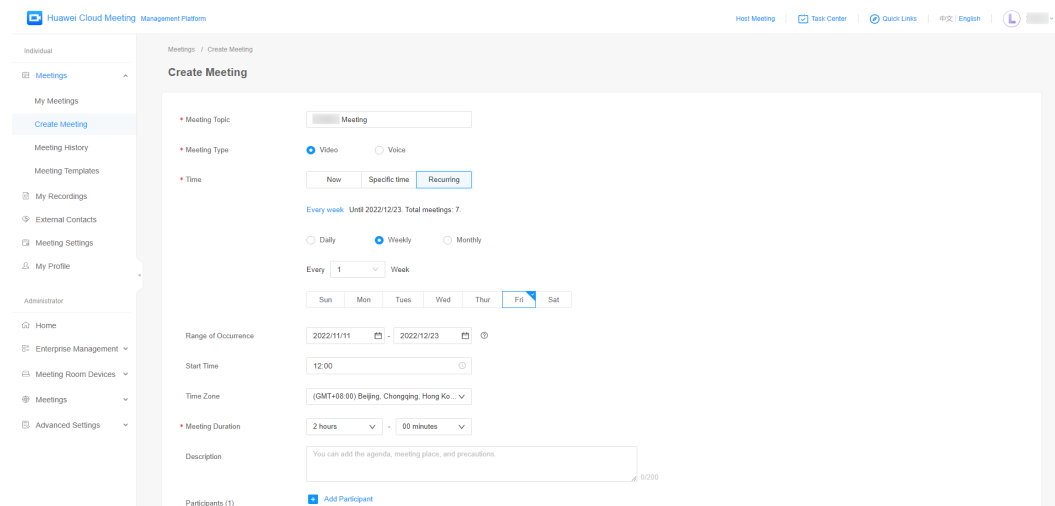 Huawei Cloud Meeting Management Platform
Host Meeting Task Center Quick Links 中文 | English L
Individual
Meetings
My Meetings
Create Meeting
Meeting History
Meeting Templates
My Recordings
External Contacts
Meeting Settings
My Profile
Administrator
Home
Enterprise Management
Meeting Room Devices
Meetings
Advanced Settings
Meetings / Create Meeting
Create Meeting
* Meeting Topic Meeting
* Meeting Type Video Voice
* Time Now Specific time Recurring
Every week Until 2022/12/23. Total meetings: 7.
Daily Weekly Monthly
Every 1 Week
Sun Mon Tues Wed Thur Fri Sat
Range of Occurrence 2022/11/11 - 2022/12/23
Start Time 12:00
Time Zone (GMT+08:00) Beijing, Chongqing, Hong Ko...
* Meeting Duration 2 hours - 00 minutes
Description You can add the agenda, meeting place, and precautions.
0/200
Participants (1) + Add Participant